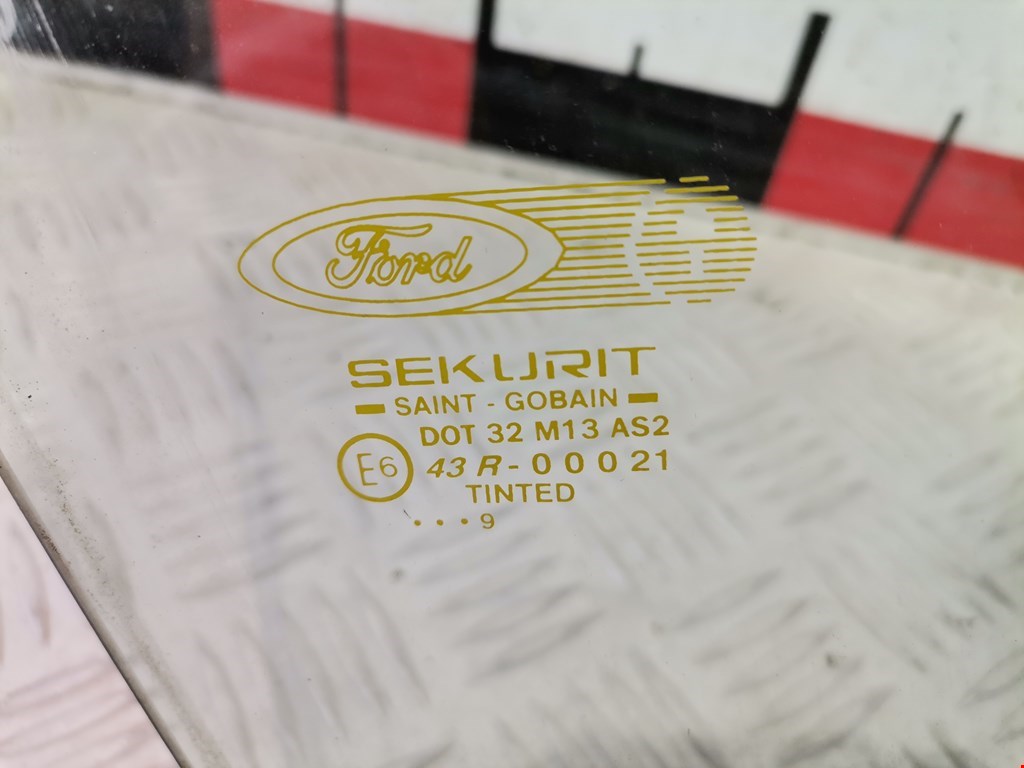 Ford
SEKURIT
SAINT - GOBAIN
DOT 32 M13 AS2
E6 43 R - 0 0 0 21
TINTED
. . . 9